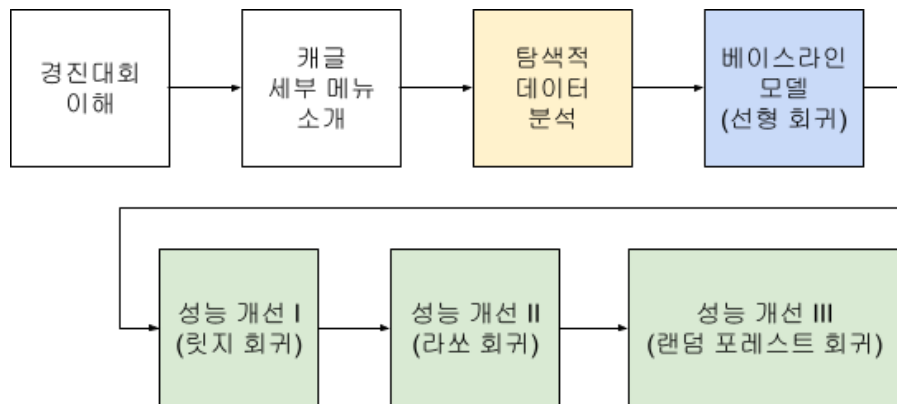 경진대회
이해
캐글
세부 메뉴
소개
탐색적
데이터
분석
베이스라인
모델
(선형 회귀)
성능 개선 I
(릿지 회귀)
성능 개선 II
(라쏘 회귀)
성능 개선 III
(랜덤 포레스트 회귀)